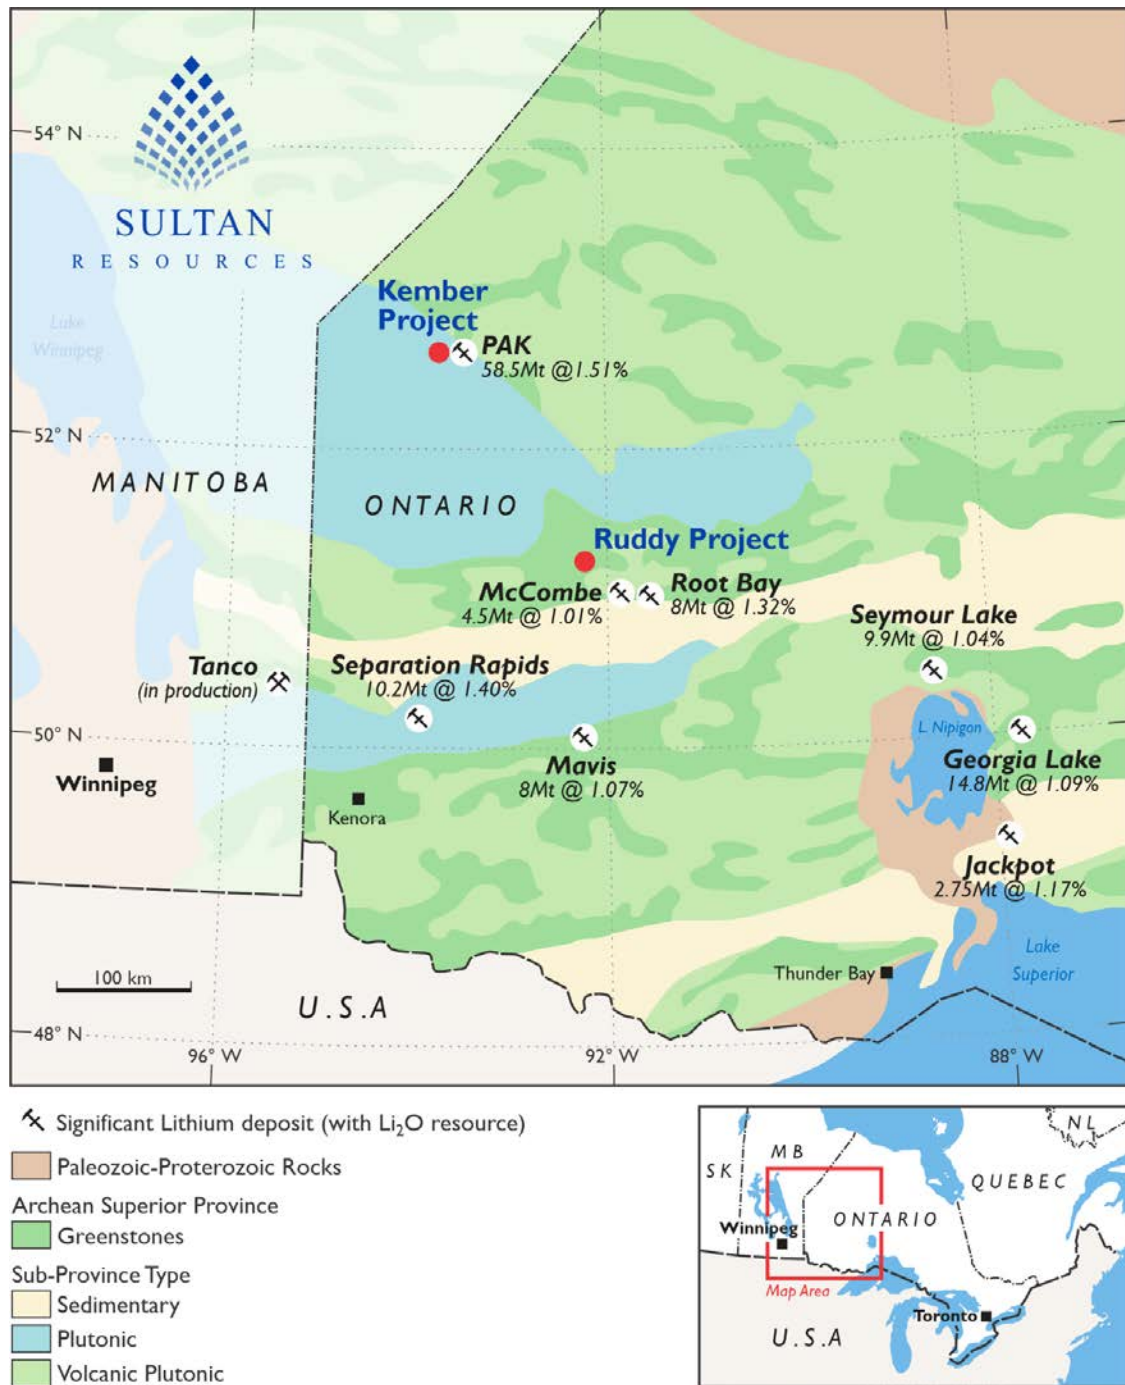 54° N
SULTAN
RESOURCES
Lake
Winnipeg
Kember
Project
PAK
58.5Mt @1.51%
52° N
MANITOBA
ONTARIO
Ruddy Project
McCombe
4.5Mt @ 1.01%
Root Bay
8Mt @ 1.32%
Seymour Lake
9.9Mt @ 1.04%
Tanco
(in production)
Separation Rapids
10.2Mt @ 1.40%
50° N
L. Nipigon
Winnipeg
Mavis
8Mt @ 1.07%
Georgia Lake
14.8Mt @ 1.09%
Kenora
Jackpot
2.75Mt @ 1.17%
100 km
Thunder Bay
Lake
Superior
U.S.A
48° N
96° W
92° W
88° W
Significant Lithium deposit (with Li₂O resource)
Paleozoic-Proterozoic Rocks
Archean Superior Province
Greenstones
Sub-Province Type
Sedimentary
Plutonic
Volcanic Plutonic
NL
MB
SK
QUEBEC
ONTARIO
Winnipeg
Map Area
Toronto
U.S.A